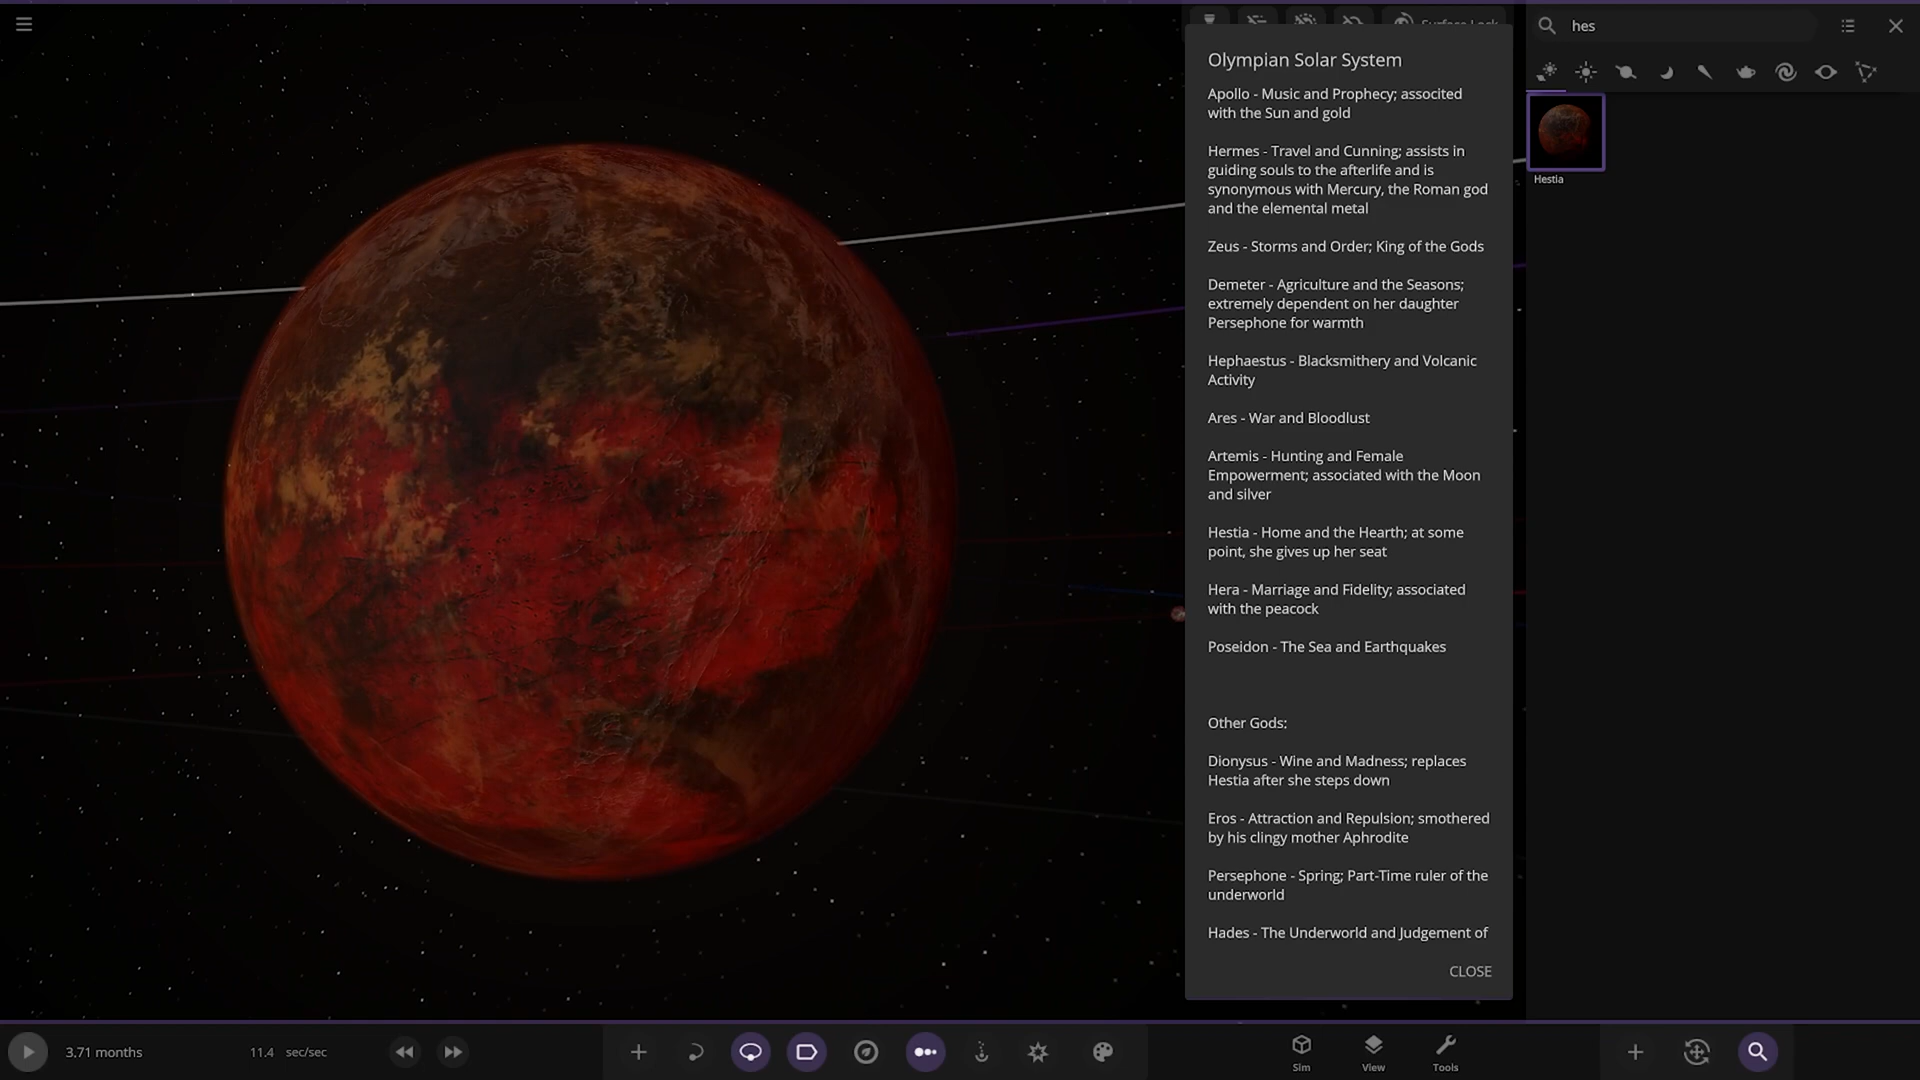 Surface Lock
hes
Olympian Solar System
Apollo - Music and Prophecy; associted
with the Sun and gold
Hermes - Travel and Cunning; assists in
guiding souls to the afterlife and is
synonymous with Mercury, the Roman god
and the elemental metal
Zeus - Storms and Order; King of the Gods
Demeter - Agriculture and the Seasons;
extremely dependent on her daughter
Persephone for warmth
Hephaestus - Blacksmithery and Volcanic
Activity
Ares - War and Bloodlust
Artemis - Hunting and Female
Empowerment; associated with the Moon
and silver
Hestia - Home and the Hearth; at some
point, she gives up her seat
Hera - Marriage and Fidelity; associated
with the peacock
Poseidon - The Sea and Earthquakes
Other Gods:
Dionysus - Wine and Madness; replaces
Hestia after she steps down
Eros - Attraction and Repulsion; smothered
by his clingy mother Aphrodite
Persephone - Spring; Part-Time ruler of the
underworld
Hades - The Underworld and Judgement of
CLOSE
Hestia
3.71 months
11.4 sec/sec
Sim
View
Tools